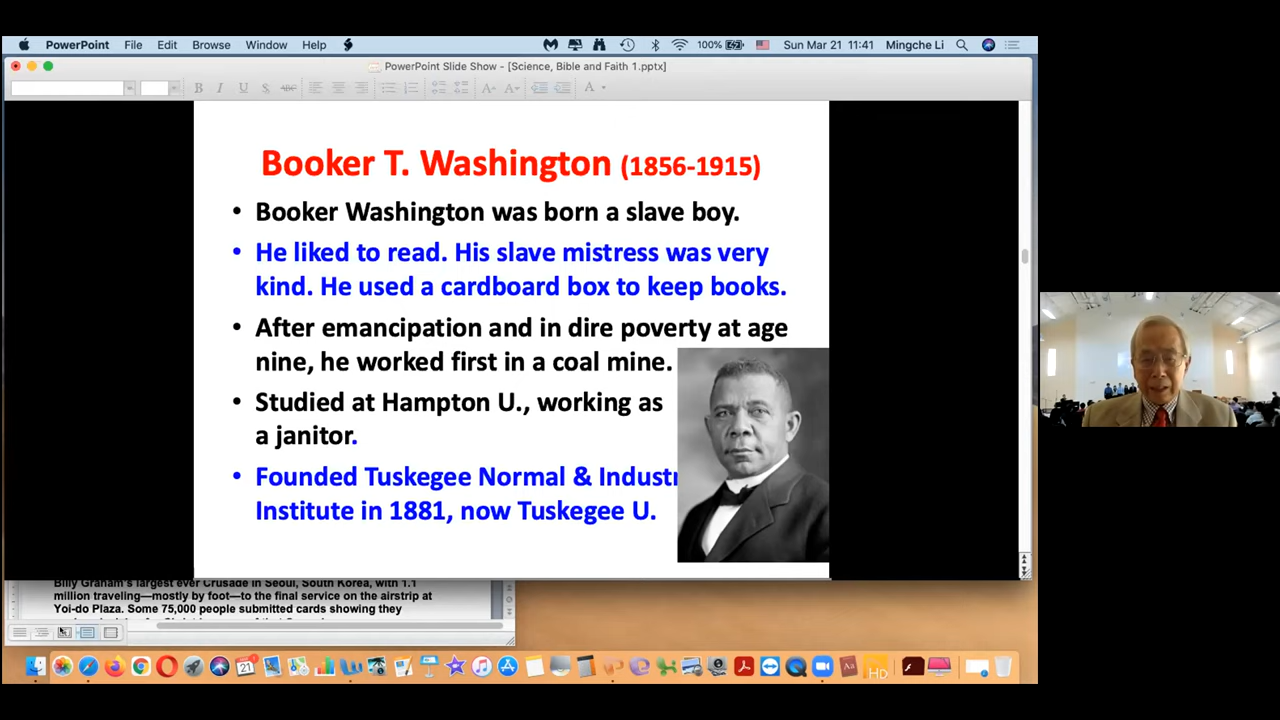 PowerPoint File Edit Browse Window Help 100% Sun Mar 21 11:41 Mingche Li
PowerPoint Slide Show - [Science, Bible and Faith 1.pptx]
B I U S ABC A A A
Booker T. Washington (1856-1915)
• Booker Washington was born a slave boy.
• He liked to read. His slave mistress was very
kind. He used a cardboard box to keep books.
• After emancipation and in dire poverty at age
nine, he worked first in a coal mine.
• Studied at Hampton U., working as
a janitor.
• Founded Tuskegee Normal & Industr
Institute in 1881, now Tuskegee U.
Billy Graham's largest ever Crusade in Seoul, South Korea, with 1.1
million traveling—mostly by foot—to the final service on the airstrip at
Yoi-do Plaza. Some 75,000 people submitted cards showing they
21 Aa HD